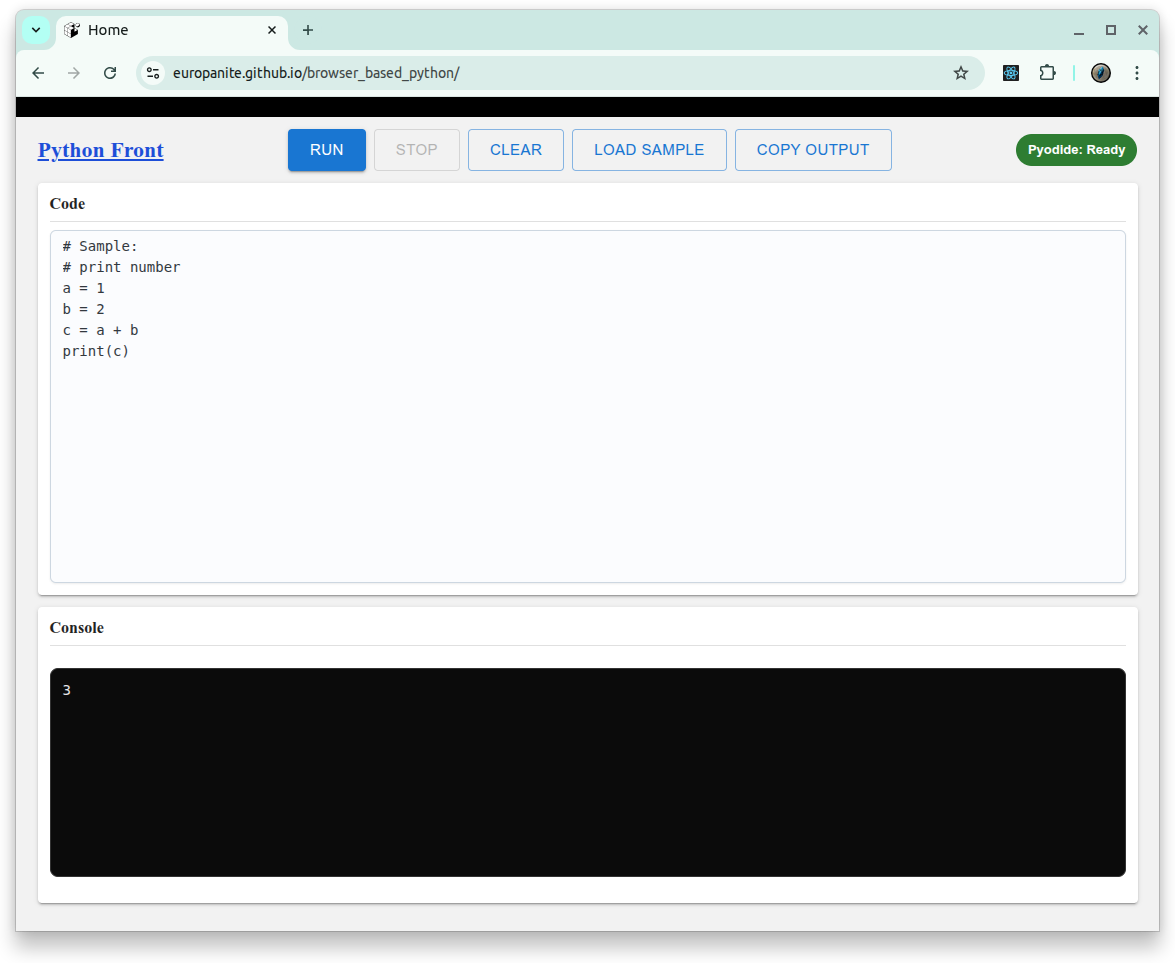 Home
europanite.github.io/browser_based_python/
Python Front
RUN
STOP
CLEAR
LOAD SAMPLE
COPY OUTPUT
Pyodide: Ready
Code
# Sample:
# print number
a = 1
b = 2
c = a + b
print(c)
Console
3